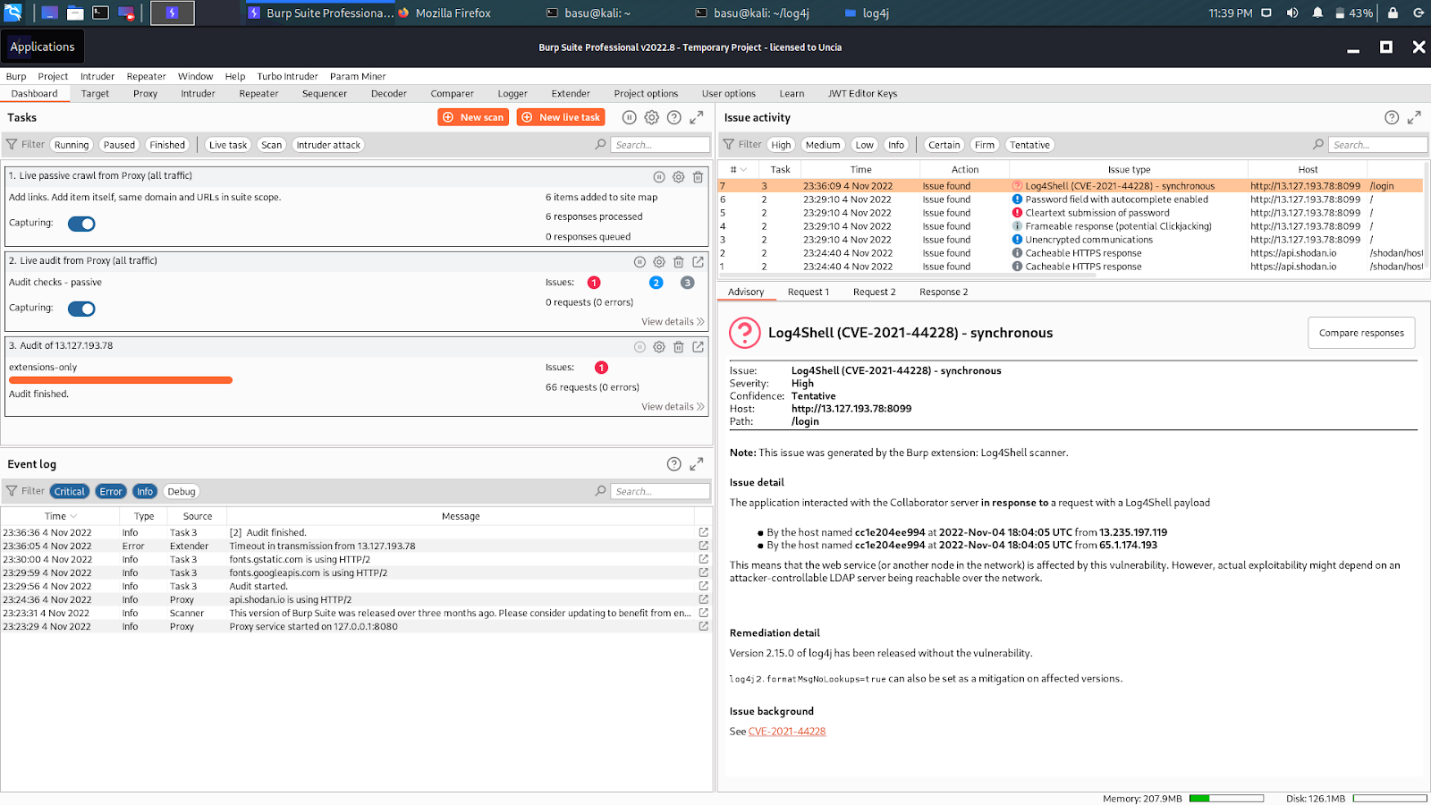 Burp Suite Professiona... Mozilla Firefox basu@kali: ~ basu@kali: ~/log4j log4j 11:39 PM 43%
Applications Burp Suite Professional v2022.8 - Temporary Project - licensed to Uncia
Burp Project Intruder Repeater Window Help Turbo Intruder Param Miner
Dashboard Target Proxy Intruder Repeater Sequencer Decoder Comparer Logger Extender Project options User options Learn JWT Editor Keys
Tasks New scan New live task
Filter Running Paused Finished Live task Scan Intruder attack Search...
1. Live passive crawl from Proxy (all traffic)
Add links. Add item itself, same domain and URLs in suite scope. 6 items added to site map
Capturing: 6 responses processed
0 responses queued
2. Live audit from Proxy (all traffic)
Audit checks - passive Issues: 1 2 3
Capturing: 0 requests (0 errors)
View details
3. Audit of 13.127.193.78
extensions-only Issues: 1
Audit finished. 66 requests (0 errors)
View details
Event log
Filter Critical Error Info Debug Search...
Time Type Source Message
23:36:36 4 Nov 2022 Info Task 3 [2] Audit finished.
23:36:05 4 Nov 2022 Error Extender Timeout in transmission from 13.127.193.78
23:30:00 4 Nov 2022 Info Task 3 fonts.gstatic.com is using HTTP/2
23:29:59 4 Nov 2022 Info Task 3 fonts.googleapis.com is using HTTP/2
23:29:56 4 Nov 2022 Info Task 3 Audit started.
23:24:36 4 Nov 2022 Info Proxy api.shodan.io is using HTTP/2
23:23:31 4 Nov 2022 Info Scanner This version of Burp Suite was released over three months ago. Please consider updating to benefit from en...
23:23:29 4 Nov 2022 Info Proxy Proxy service started on 127.0.0.1:8080
Issue activity
Filter High Medium Low Info Certain Firm Tentative Search...
# Task Time Action Issue type Host
7 3 23:36:09 4 Nov 2022 Issue found Log4Shell (CVE-2021-44228) - synchronous http://13.127.193.78:8099 /login
6 2 23:29:10 4 Nov 2022 Issue found Password field with autocomplete enabled http://13.127.193.78:8099 /
5 2 23:29:10 4 Nov 2022 Issue found Cleartext submission of password http://13.127.193.78:8099 /
4 2 23:29:10 4 Nov 2022 Issue found Frameable response (potential Clickjacking) http://13.127.193.78:8099 /
3 2 23:29:10 4 Nov 2022 Issue found Unencrypted communications http://13.127.193.78:8099 /
2 2 23:24:40 4 Nov 2022 Issue found Cacheable HTTPS response https://api.shodan.io /shodan/host
1 2 23:24:40 4 Nov 2022 Issue found Cacheable HTTPS response https://api.shodan.io /shodan/host
Advisory Request 1 Request 2 Response 2
Log4Shell (CVE-2021-44228) - synchronous Compare responses
Issue: Log4Shell (CVE-2021-44228) - synchronous
Severity: High
Confidence: Tentative
Host: http://13.127.193.78:8099
Path: /login
Note: This issue was generated by the Burp extension: Log4Shell scanner.
Issue detail
The application interacted with the Collaborator server in response to a request with a Log4Shell payload
• By the host named cc1e204ee994 at 2022-Nov-04 18:04:05 UTC from 13.235.197.119
• By the host named cc1e204ee994 at 2022-Nov-04 18:04:05 UTC from 65.1.174.193
This means that the web service (or another node in the network) is affected by this vulnerability. However, actual exploitability might depend on an
attacker-controllable LDAP server being reachable over the network.
Remediation detail
Version 2.15.0 of log4j has been released without the vulnerability.
log4j2.formatMsgNoLookups=true can also be set as a mitigation on affected versions.
Issue background
See CVE-2021-44228
Memory: 207.9MB Disk: 126.1MB